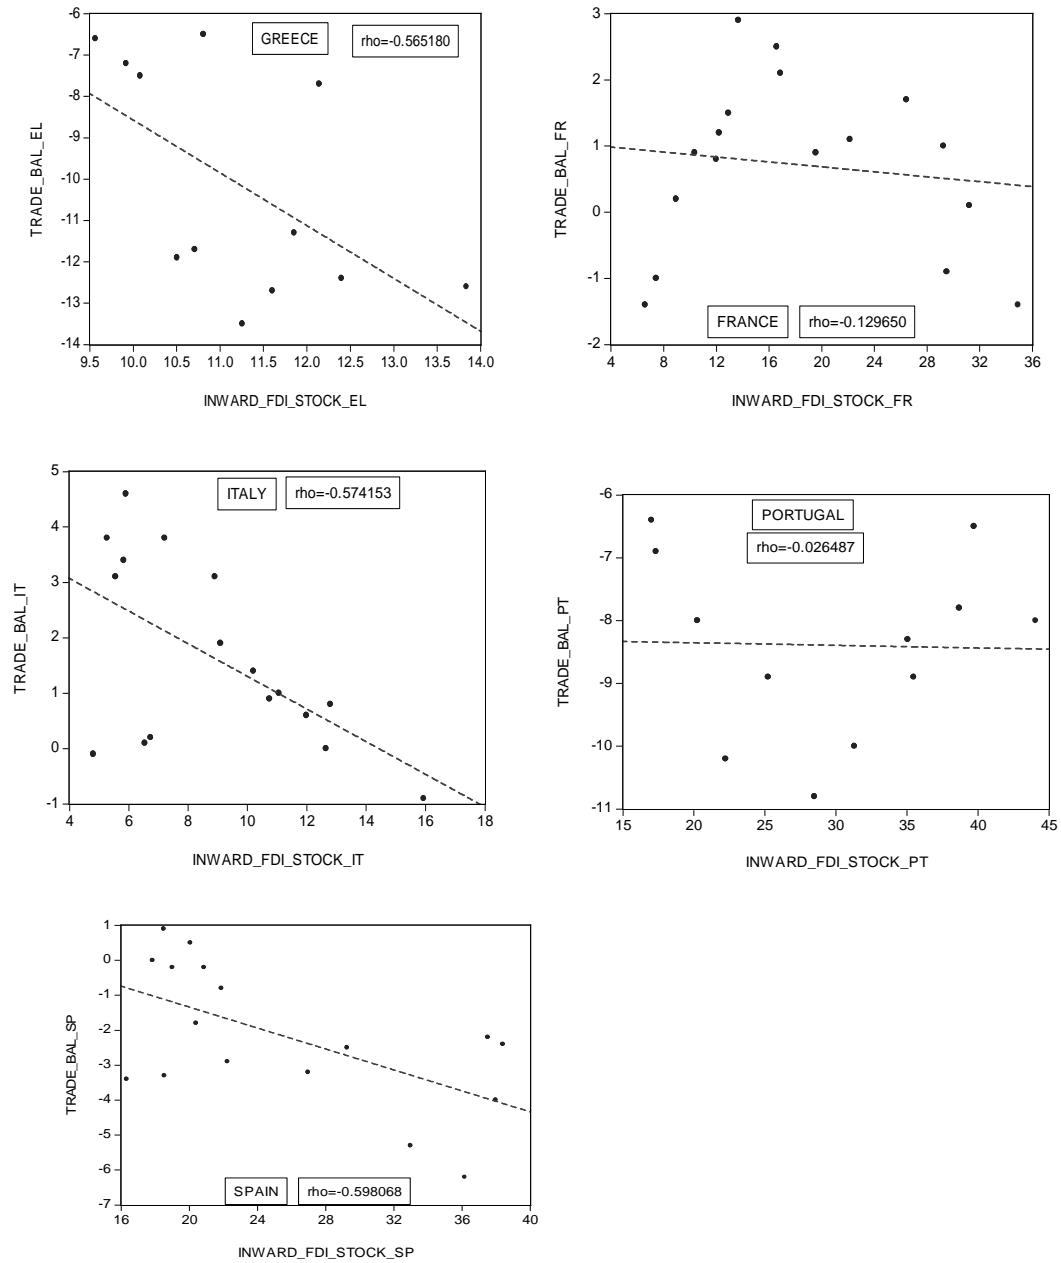 -6
GREECE
rho=-0.565180
-7
-8
-9
-10
-11
-12
-13
-14
TRADE_BAL_EL
9.5 10.0 10.5 11.0 11.5 12.0 12.5 13.0 13.5 14.0
INWARD_FDI_STOCK_EL
3
2
1
0
-1
-2
TRADE_BAL_FR
FRANCE
rho=-0.129650
4 8 12 16 20 24 28 32 36
INWARD_FDI_STOCK_FR
5
ITALY
rho=-0.574153
4
3
2
1
0
-1
TRADE_BAL_IT
4 6 8 10 12 14 16 18
INWARD_FDI_STOCK_IT
-6
PORTUGAL
rho=-0.026487
-7
-8
-9
-10
-11
TRADE_BAL_PT
15 20 25 30 35 40 45
INWARD_FDI_STOCK_PT
1
0
-1
-2
-3
-4
-5
-6
-7
TRADE_BAL_SP
SPAIN
rho=-0.598068
16 20 24 28 32 36 40
INWARD_FDI_STOCK_SP